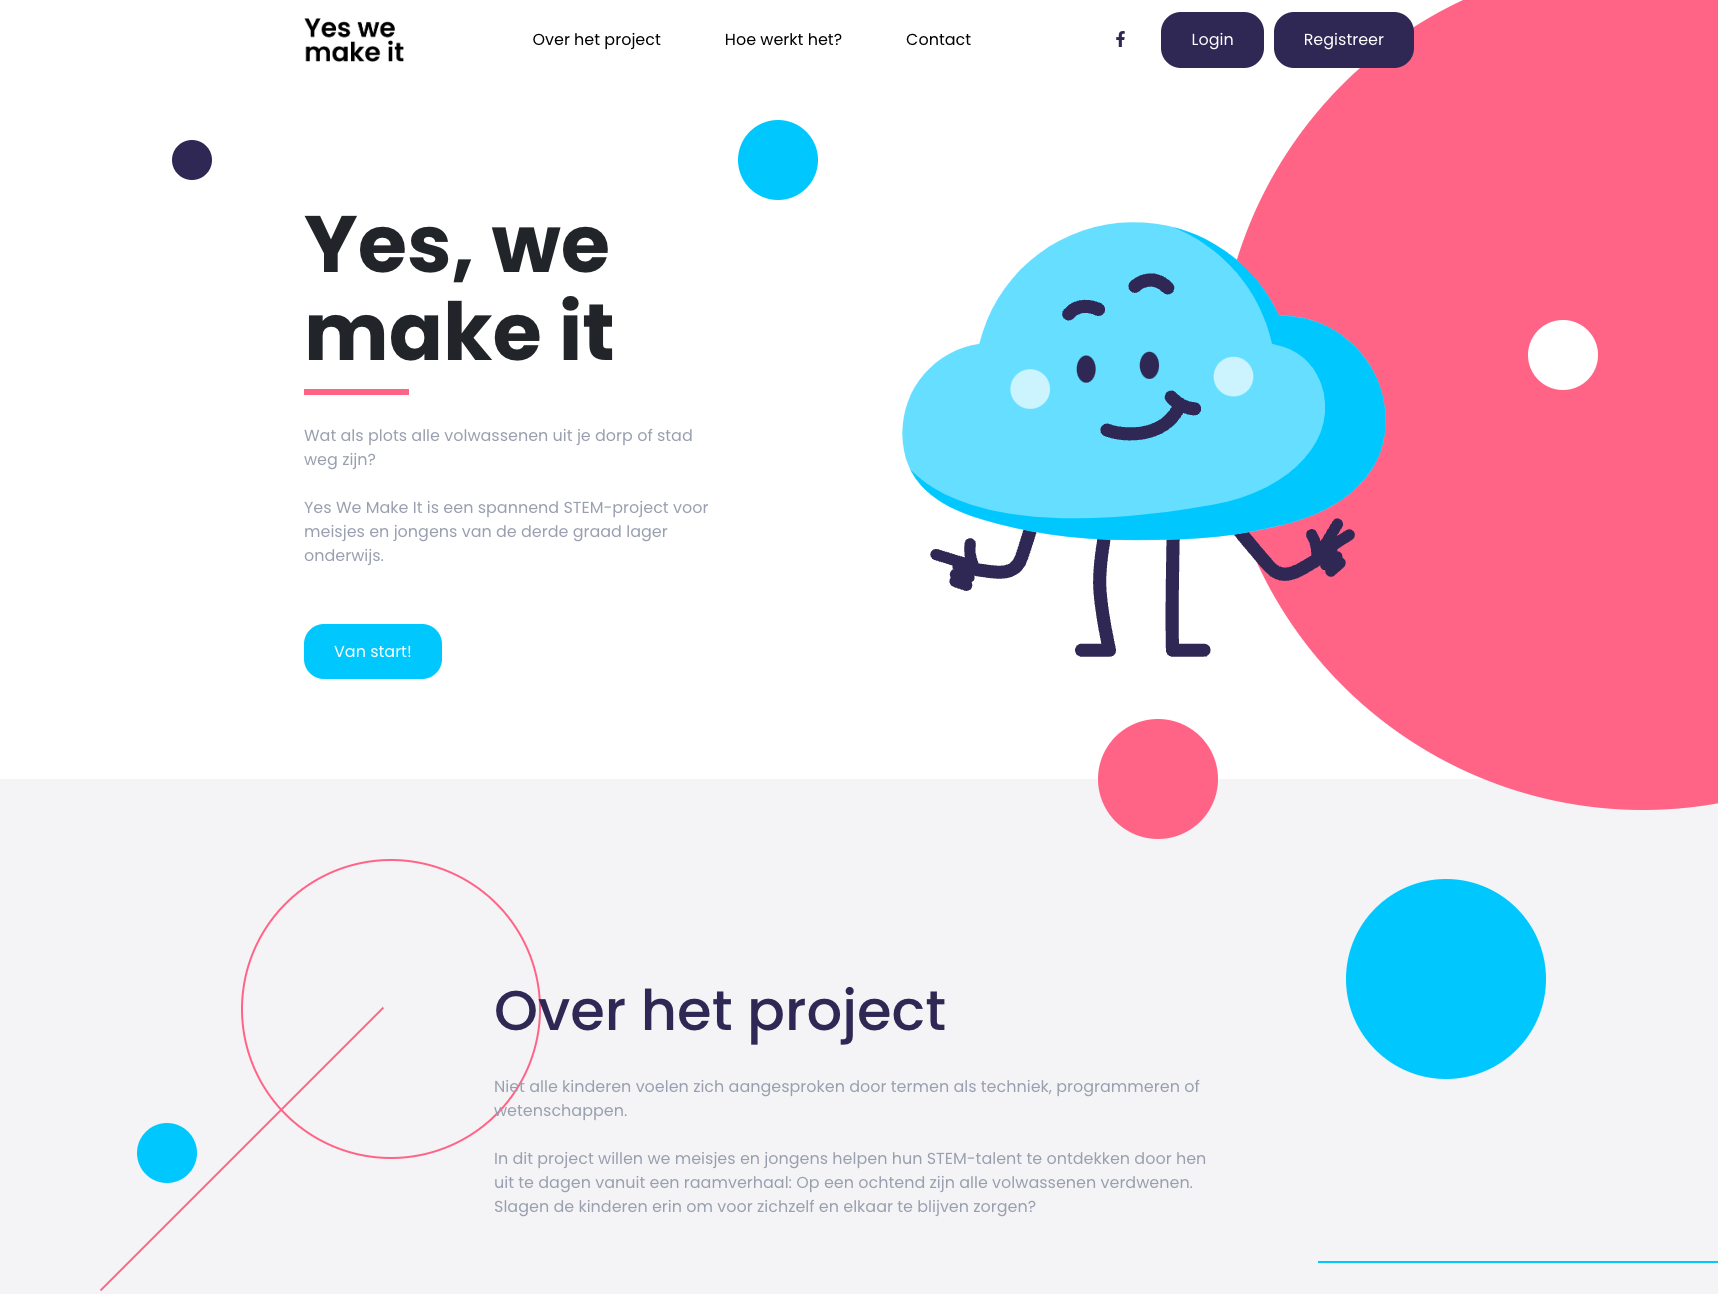 Yes we
make it
Over het project
Hoe werkt het?
Contact
Login
Registreer
Yes, we
make it
Wat als plots alle volwassenen uit je dorp of stad
weg zijn?
Yes We Make It is een spannend STEM-project voor
meisjes en jongens van de derde graad lager
onderwijs.
Van start!
Over het project
Niet alle kinderen voelen zich aangesproken door termen als techniek, programmeren of
wetenschappen.
In dit project willen we meisjes en jongens helpen hun STEM-talent te ontdekken door hen
uit te dagen vanuit een raamverhaal: Op een ochtend zijn alle volwassenen verdwenen.
Slagen de kinderen erin om voor zichzelf en elkaar te blijven zorgen?